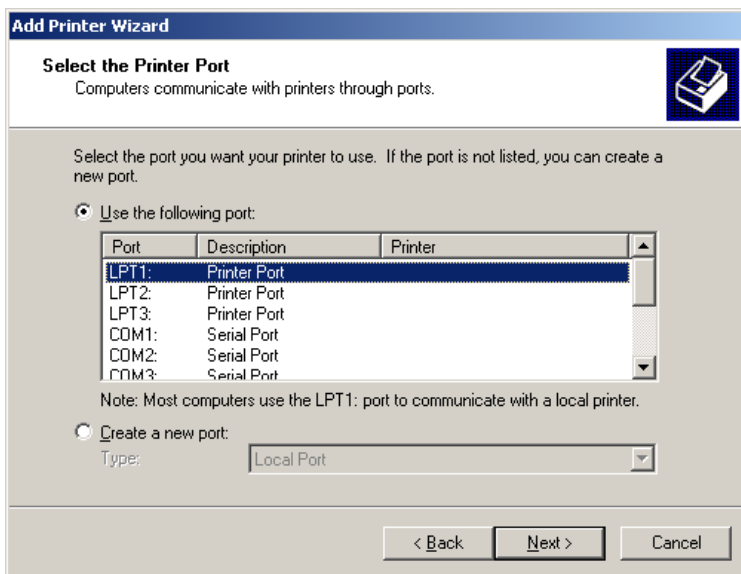 Add Printer Wizard
Select the Printer Port
Computers communicate with printers through ports.
Select the port you want your printer to use. If the port is not listed, you can create a
new port.
Use the following port:
Port Description Printer
LPT1: Printer Port
LPT2: Printer Port
LPT3: Printer Port
COM1: Serial Port
COM2: Serial Port
COM3: Serial Port
Note: Most computers use the LPT1: port to communicate with a local printer.
Create a new port:
Type: Local Port
< Back Next > Cancel